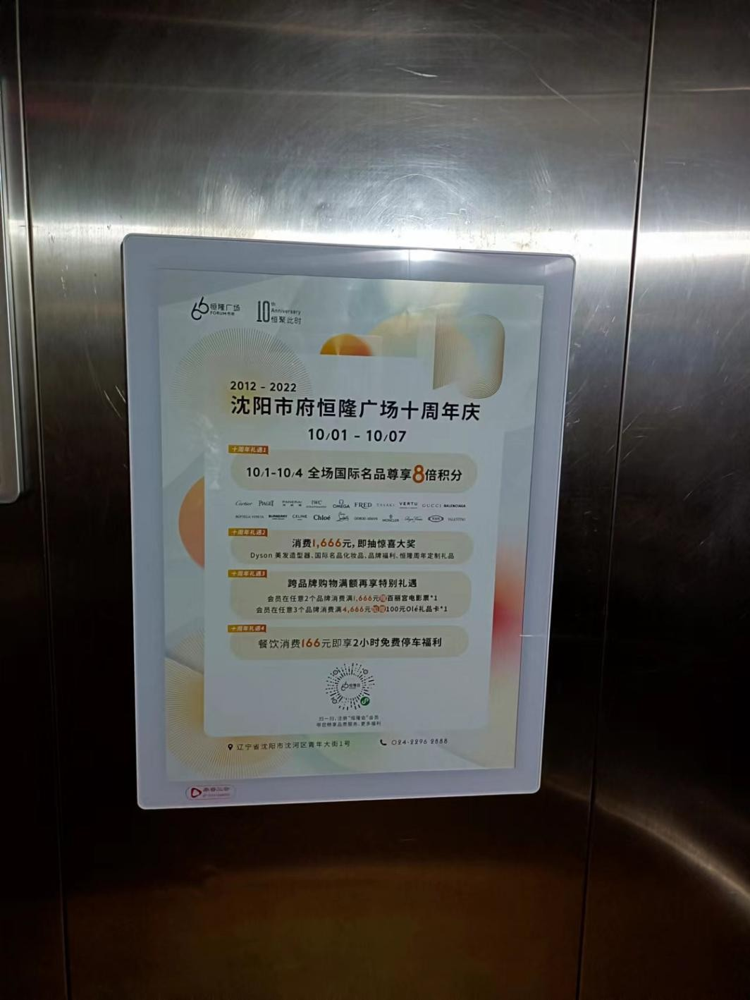 恒隆广场
FORUM 66
10th
Anniversary
恒聚此时
2012 - 2022
沈阳市府恒隆广场十周年庆
10/01 - 10/07
十周年礼遇1
10/1-10/4 全场国际名品尊享8倍积分
Cartier PIAGET PANERAI IWC OMEGA FRED TASAKI VERTU GUCCI BALENCIAGA
BOTTEGA VENETA BURBERRY CELINE Chloé GIORGIO ARMANI MONCLER Roger Vivier TOD'S VALENTINO
十周年礼遇2
消费1,666元, 即抽惊喜大奖
Dyson 美发造型器、国际名品化妆品、品牌福利、恒隆周年定制礼品
十周年礼遇3
跨品牌购物满额再享特别礼遇
会员在任意2个品牌消费满1,666元赠百丽宫电影票*1
会员在任意3个品牌消费满4,666元加赠100元Olé礼品卡*1
十周年礼遇4
餐饮消费166元即享2小时免费停车福利
扫一扫, 注册"恒隆会"会员
带您畅享品质服务、更多福利
辽宁省沈阳市沈河区青年大街1号
024-2296 2888